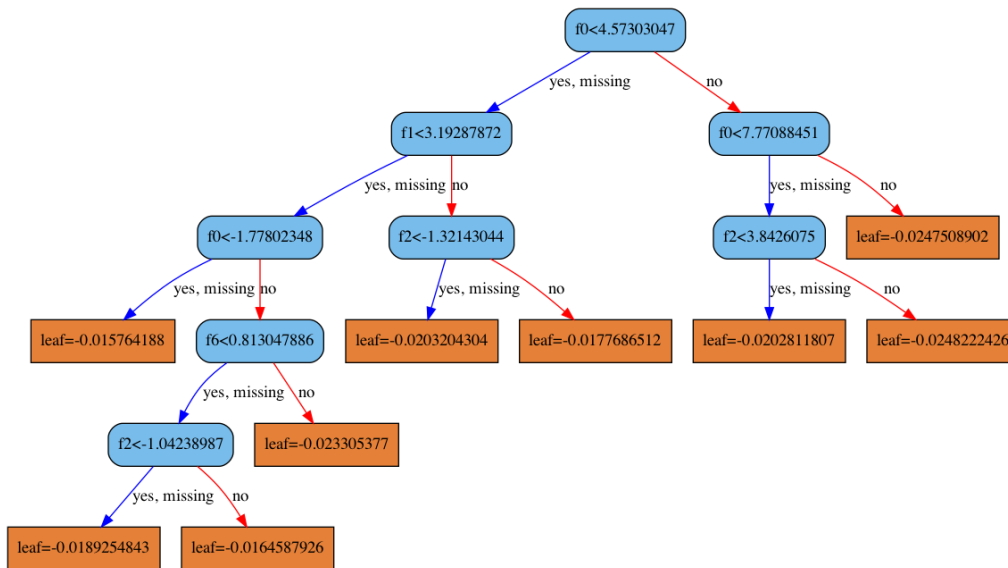 f0<4.57303047
yes, missing
no
f1<3.19287872
f0<7.77088451
yes, missing
no
yes, missing
no
f0<-1.77802348
f2<-1.32143044
f2<3.8426075
leaf=-0.0247508902
yes, missing
no
yes, missing
no
yes, missing
no
leaf=-0.015764188
f6<0.813047886
leaf=-0.0203204304
leaf=-0.0177686512
leaf=-0.0202811807
leaf=-0.0248222426
yes, missing
no
f2<-1.04238987
leaf=-0.023305377
yes, missing
no
leaf=-0.0189254843
leaf=-0.0164587926